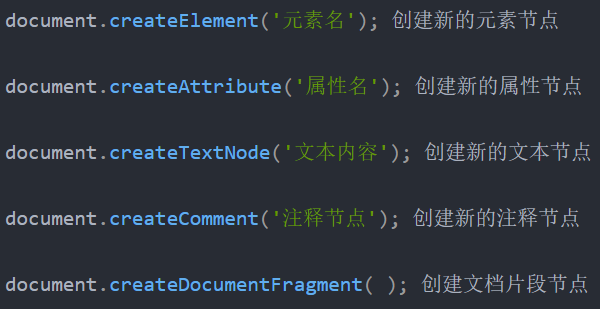 document.createElement('元素名'); 创建新的元素节点
document.createAttribute('属性名'); 创建新的属性节点
document.createTextNode('文本内容'); 创建新的文本节点
document.createComment('注释节点'); 创建新的注释节点
document.createDocumentFragment( ); 创建文档片段节点